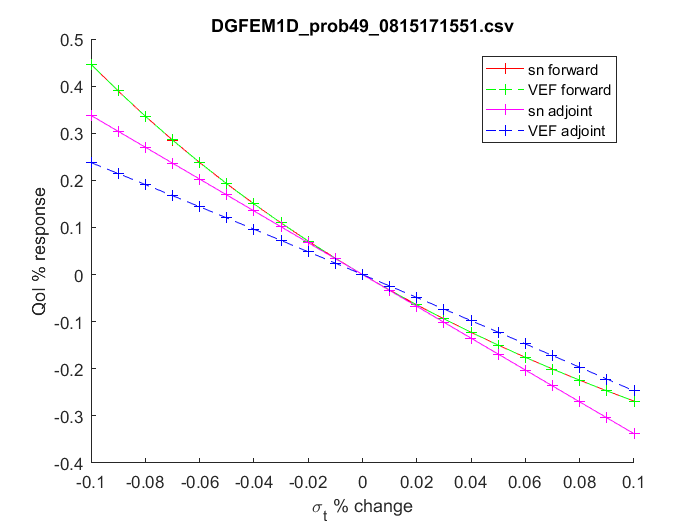 DGFEM1D_prob49_0815171551.csv
sn forward
VEF forward
sn adjoint
VEF adjoint
QoI % response
0.5
0.4
0.3
0.2
0.1
0
-0.1
-0.2
-0.3
-0.4
-0.1 -0.08 -0.06 -0.04 -0.02 0 0.02 0.04 0.06 0.08 0.1
σt % change